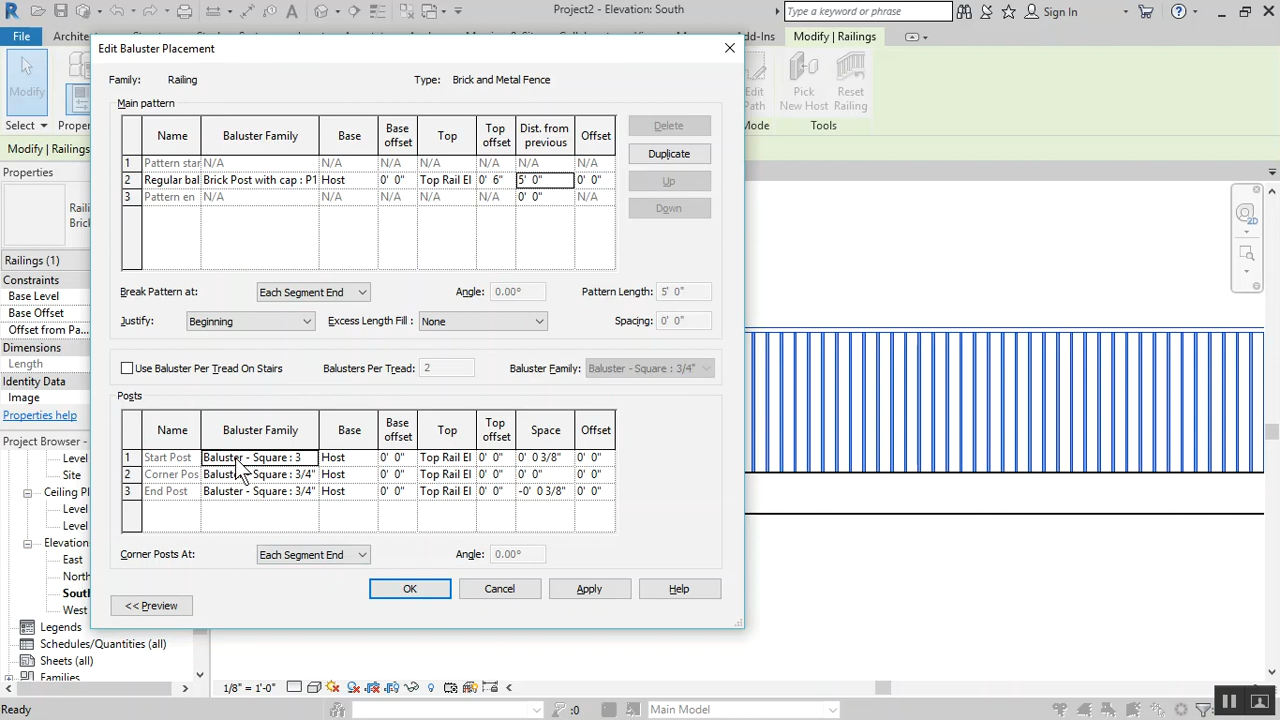 Project2 - Elevation: South
Type a keyword or phrase
Sign In
File
Add-Ins
Modify | Railings
Modify
Select
Edit Path
Pick New Host
Reset Railing
Mode
Tools
Modify | Railings
Properties
Railings (1)
Constraints
Base Level
Base Offset
Offset from Pa...
Dimensions
Length
Identity Data
Image
Properties help
Project Browser -
Level
Site
Ceiling Pl
Level
Level
Elevation
East
North
South
West
Legends
Schedules/Quantities (all)
Sheets (all)
Families
Ready
1/8" = 1'-0"
:0
Main Model
2D
Edit Baluster Placement
Family: Railing
Type: Brick and Metal Fence
Main pattern
Name Baluster Family Base Base offset Top Top offset Dist. from previous Offset
1 Pattern star N/A N/A N/A N/A N/A N/A N/A
2 Regular bal Brick Post with cap : P1 Host 0' 0" Top Rail El 0' 6" 5' 0" 0' 0"
3 Pattern en N/A N/A N/A N/A N/A 0' 0" N/A
Delete
Duplicate
Up
Down
Break Pattern at: Each Segment End Angle: 0.00° Pattern Length: 5' 0"
Justify: Beginning Excess Length Fill : None Spacing: 0' 0"
Use Baluster Per Tread On Stairs Balusters Per Tread: 2 Baluster Family: Baluster - Square : 3/4"
Posts
Name Baluster Family Base Base offset Top Top offset Space Offset
1 Start Post Baluster - Square : 3 Host 0' 0" Top Rail El 0' 0" 0' 0 3/8" 0' 0"
2 Corner Pos Baluster - Square : 3/4" Host 0' 0" Top Rail El 0' 0" 0' 0" 0' 0"
3 End Post Baluster - Square : 3/4" Host 0' 0" Top Rail El 0' 0" -0' 0 3/8" 0' 0"
Corner Posts At: Each Segment End Angle: 0.00°
OK
Cancel
Apply
Help
<< Preview